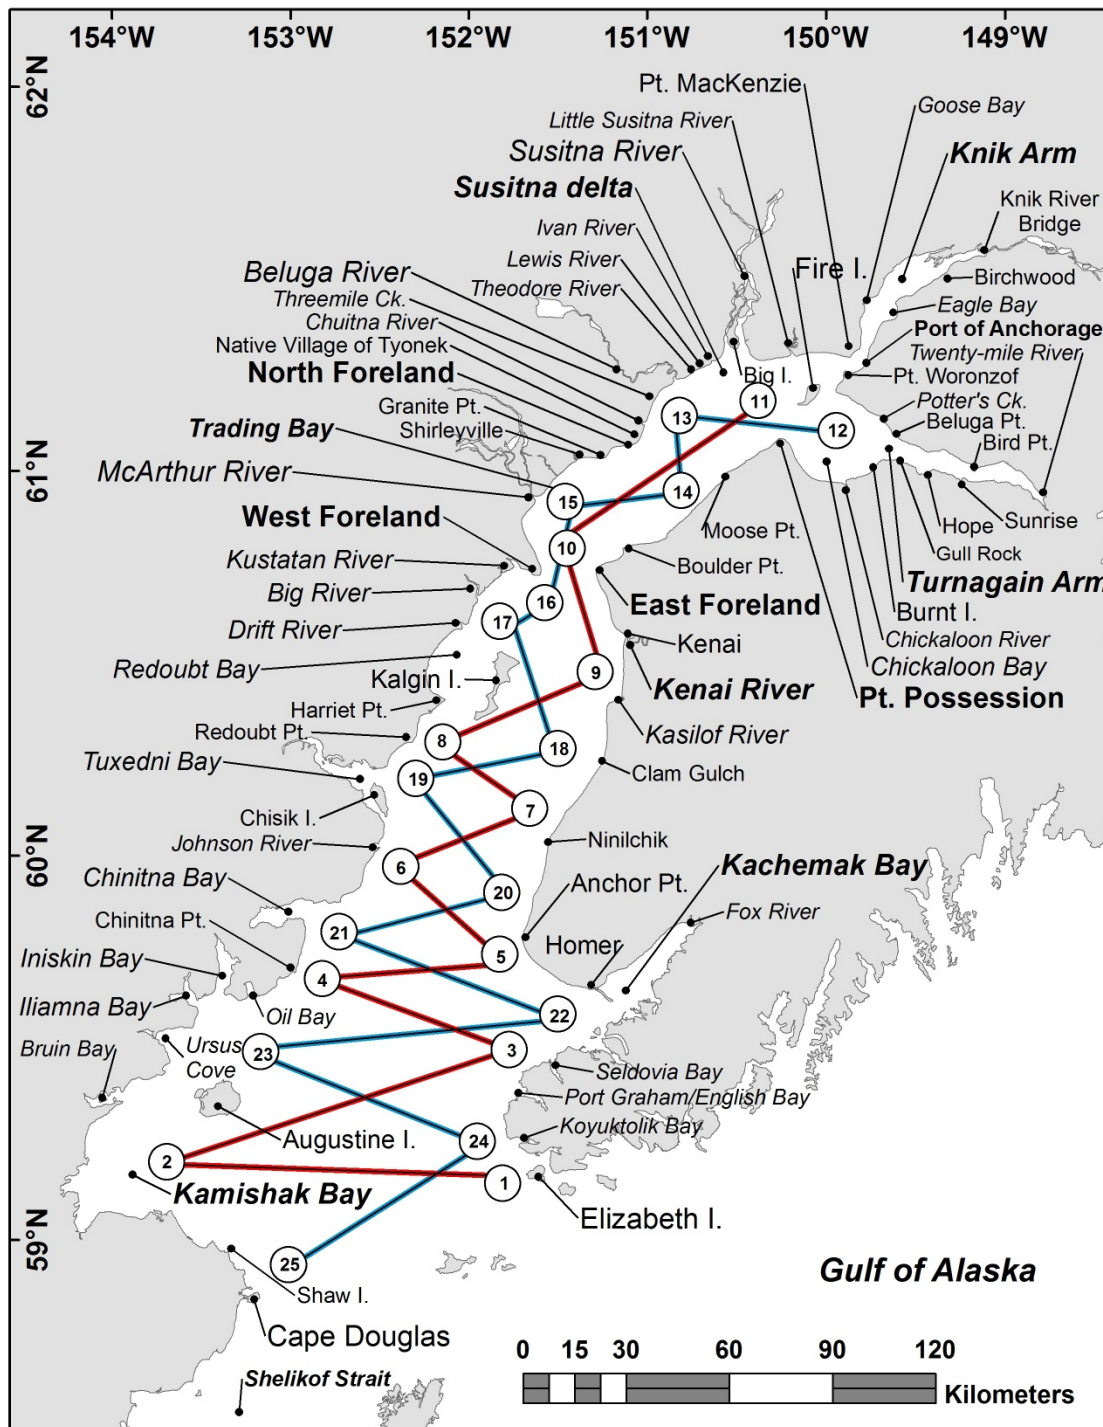 154°W 153°W 152°W 151°W 150°W 149°W
62°N
61°N
60°N
59°N
Pt. MacKenzie
Goose Bay
Little Susitna River
Susitna River
Knik Arm
Susitna delta
Knik River
Bridge
Ivan River
Fire I.
Lewis River
Beluga River
Theodore River
Birchwood
Threemile Ck.
Eagle Bay
Chuitna River
Port of Anchorage
Native Village of Tyonek
Twenty-mile River
North Foreland
Big I.
Pt. Woronzof
Granite Pt.
Potter's Ck.
Shirleyville
Beluga Pt.
Trading Bay
Bird Pt.
McArthur River
West Foreland
Moose Pt.
Hope
Sunrise
Gull Rock
Kustatan River
Boulder Pt.
Turnagain Arm
Big River
East Foreland
Burnt I.
Drift River
Kenai
Chickaloon River
Redoubt Bay
Chickaloon Bay
Kalgin I.
Kenai River
Pt. Possession
Harriet Pt.
Redoubt Pt.
Kasilof River
Tuxedni Bay
Clam Gulch
Chisik I.
Johnson River
Ninilchik
Chinitna Bay
Kachemak Bay
Anchor Pt.
Chinitna Pt.
Fox River
Iniskin Bay
Homer
Iliamna Bay
Oil Bay
Bruin Bay
Ursus
Cove
Seldovia Bay
Port Graham/English Bay
Augustine I.
Koyuktolik Bay
Kamishak Bay
Elizabeth I.
Shaw I.
Gulf of Alaska
Cape Douglas
Shelikof Strait
1
2
3
4
5
6
7
8
9
10
11
12
13
14
15
16
17
18
19
20
21
22
23
24
25
0 15 30 60 90 120
Kilometers